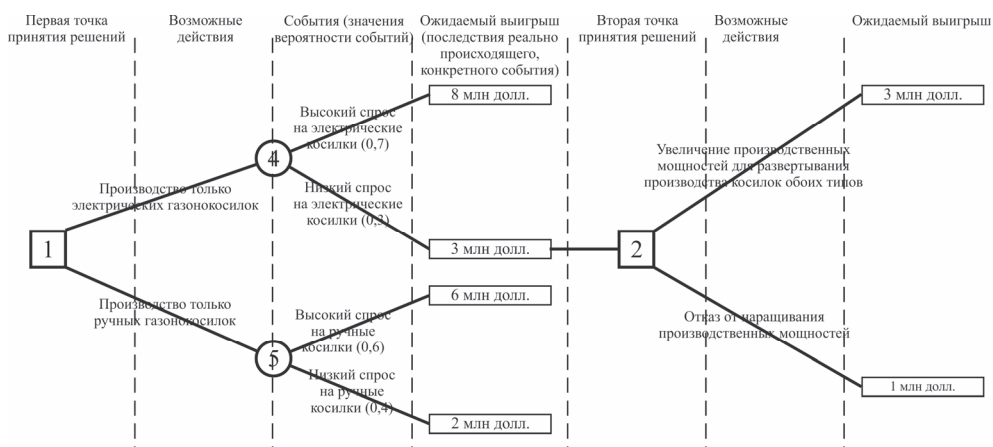 Первая точка
принятия решений
Возможные
действия
События (значения
вероятности событий)
Ожидаемый выигрыш
(последствия реально
происходящего,
конкретного события)
Вторая точка
принятия решений
Возможные
действия
Ожидаемый выигрыш
8 млн долл.
3 млн долл.
Высокий спрос
на электрические
косилки (0,7)
4
Увеличение производственных
мощностей для развертывания
производства косилок обоих типов
Производство только
электрических газонокосилок
Низкий спрос
на электрические
косилки (0,3)
1
3 млн долл.
2
6 млн долл.
Производство только
ручных газонокосилок
Высокий спрос
на ручные
косилки (0,6)
Отказ от наращивания
производственных мощностей
5
Низкий спрос
на ручные
косилки (0,4)
1 млн долл.
2 млн долл.